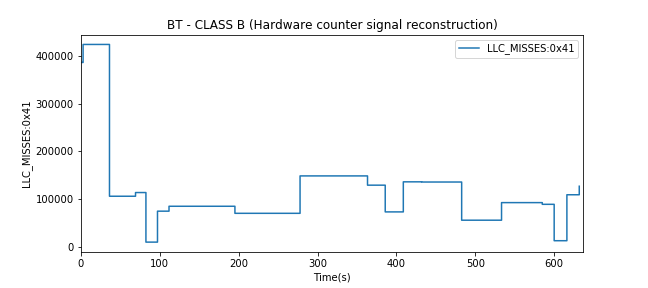 BT - CLASS B (Hardware counter signal reconstruction)
LLC_MISSES:0x41
400000
300000
200000
100000
0
LLC_MISSES:0x41
0 100 200 300 400 500 600
Time(s)